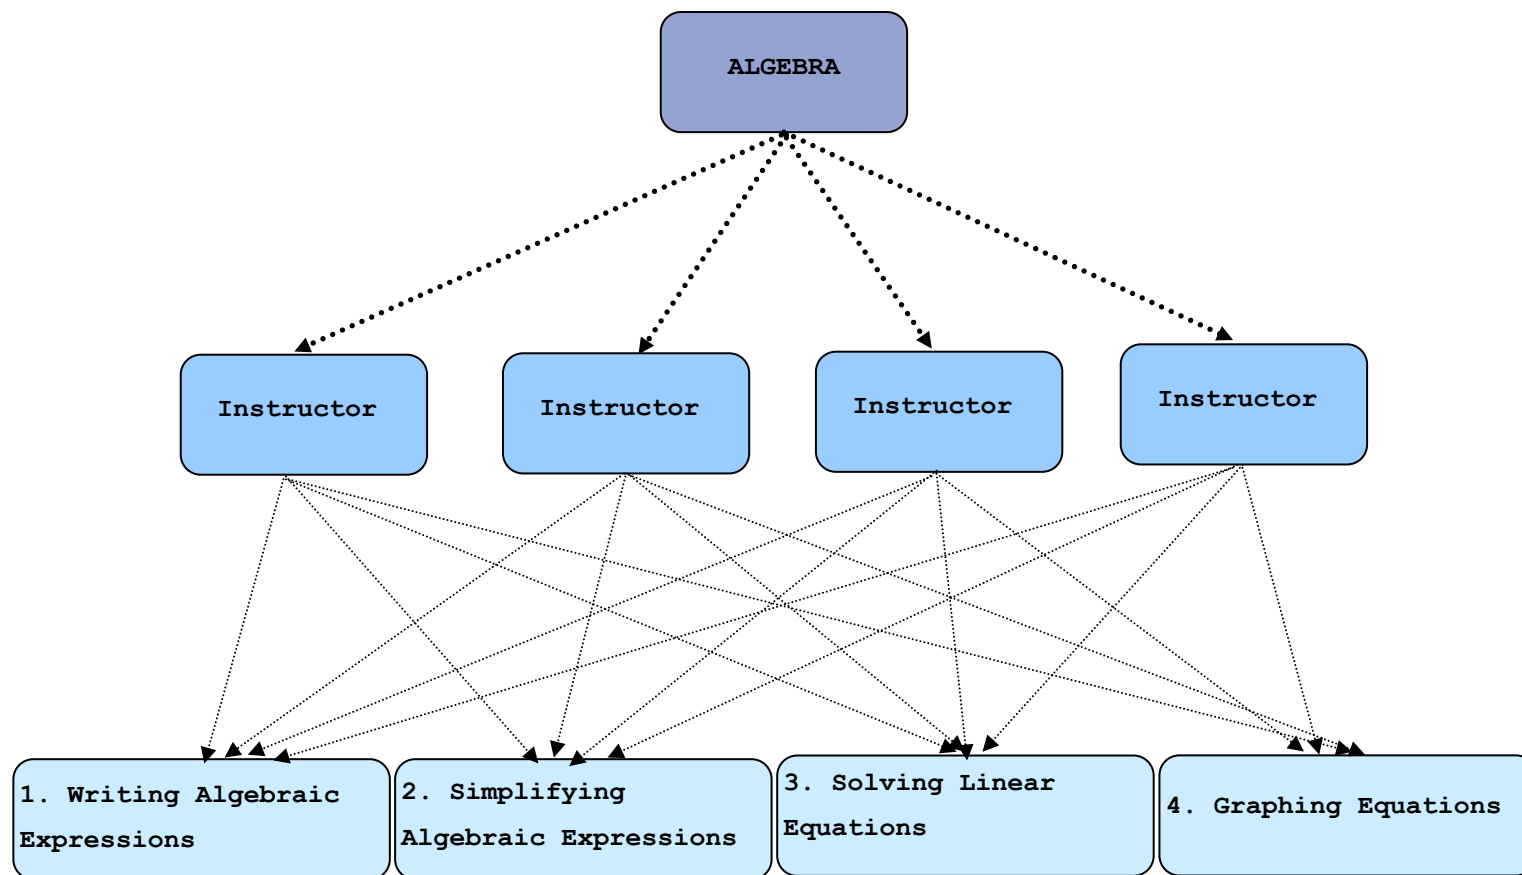 ALGEBRA
Instructor
Instructor
Instructor
Instructor
1. Writing Algebraic
Expressions
2. Simplifying
Algebraic Expressions
3. Solving Linear
Equations
4. Graphing Equations